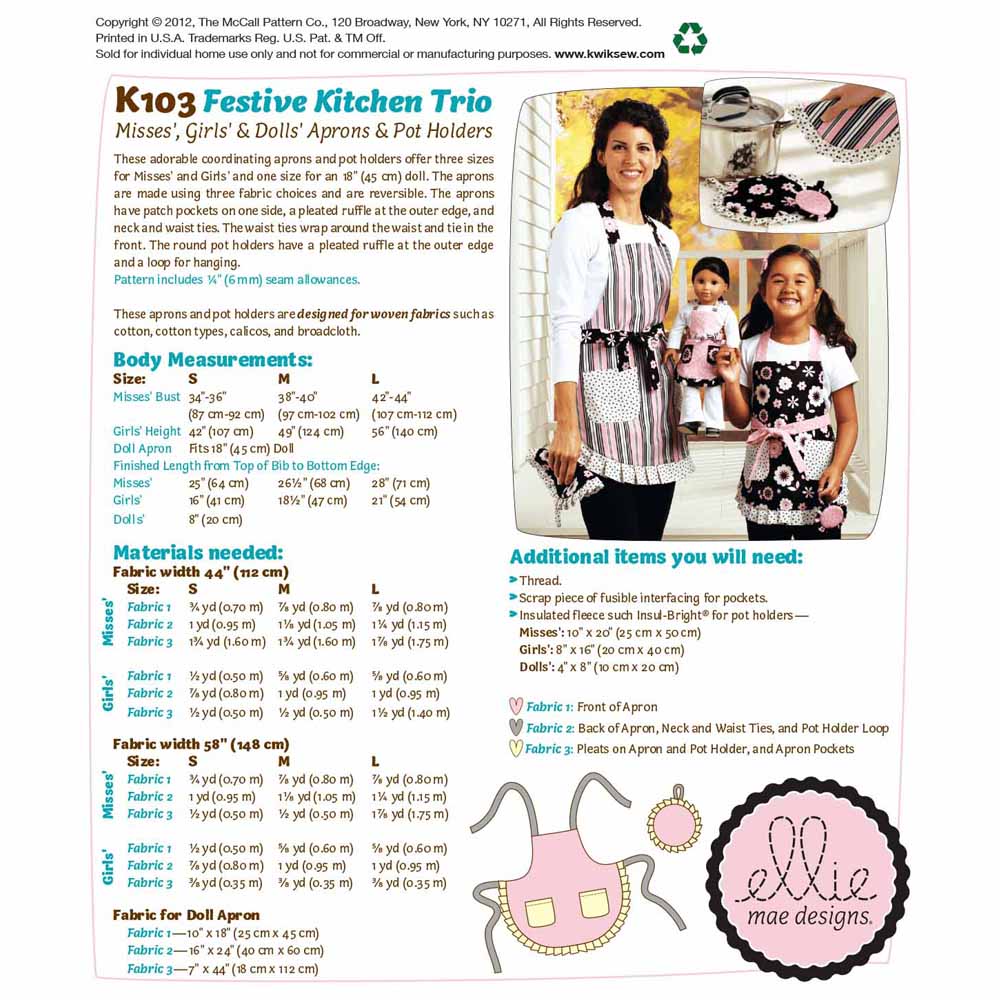 Copyright © 2012, The McCall Pattern Co., 120 Broadway, New York, NY 10271, All Rights Reserved.
Printed in U.S.A. Trademarks Reg. U.S. Pat. & TM Off.
Sold for individual home use only and not for commercial or manufacturing purposes. www.kwiksew.com
K103 Festive Kitchen Trio
Misses', Girls' & Dolls' Aprons & Pot Holders
These adorable coordinating aprons and pot holders offer three sizes
for Misses' and Girls' and one size for an 18" (45 cm) doll. The aprons
are made using three fabric choices and are reversible. The aprons
have patch pockets on one side, a pleated ruffle at the outer edge, and
neck and waist ties. The waist ties wrap around the waist and tie in the
front. The round pot holders have a pleated ruffle at the outer edge
and a loop for hanging.
Pattern includes ¼" (6 mm) seam allowances.
These aprons and pot holders are designed for woven fabrics such as
cotton, cotton types, calicos, and broadcloth.
Body Measurements:
Size: S M L
Misses' Bust 34"-36" 38"-40" 42"-44"
(87 cm-92 cm) (97 cm-102 cm) (107 cm-112 cm)
Girls' Height 42" (107 cm) 49" (124 cm) 56" (140 cm)
Doll Apron Fits 18" (45 cm) Doll
Finished Length from Top of Bib to Bottom Edge:
Misses' 25" (64 cm) 26½" (68 cm) 28" (71 cm)
Girls' 16" (41 cm) 18½" (47 cm) 21" (54 cm)
Dolls' 8" (20 cm)
Materials needed:
Fabric width 44" (112 cm)
Size: S M L
Misses'
Fabric 1 ¾ yd (0.70 m) ⅞ yd (0.80 m) ⅞ yd (0.80 m)
Fabric 2 1 yd (0.95 m) 1⅛ yd (1.05 m) 1¼ yd (1.15 m)
Fabric 3 1¾ yd (1.60 m) 1¾ yd (1.60 m) 1⅞ yd (1.75 m)
Girls'
Fabric 1 ½ yd (0.50 m) ⅝ yd (0.60 m) ⅝ yd (0.60 m)
Fabric 2 ⅞ yd (0.80 m) 1 yd (0.95 m) 1 yd (0.95 m)
Fabric 3 ½ yd (0.50 m) ½ yd (0.50 m) 1½ yd (1.40 m)
Fabric width 58" (148 cm)
Size: S M L
Misses'
Fabric 1 ¾ yd (0.70 m) ⅞ yd (0.80 m) ⅞ yd (0.80 m)
Fabric 2 1 yd (0.95 m) 1⅛ yd (1.05 m) 1¼ yd (1.15 m)
Fabric 3 ½ yd (0.50 m) ½ yd (0.50 m) 1⅞ yd (1.75 m)
Girls'
Fabric 1 ½ yd (0.50 m) ⅝ yd (0.60 m) ⅝ yd (0.60 m)
Fabric 2 ⅞ yd (0.80 m) 1 yd (0.95 m) 1 yd (0.95 m)
Fabric 3 ⅜ yd (0.35 m) ⅜ yd (0.35 m) ⅜ yd (0.35 m)
Fabric for Doll Apron
Fabric 1—10" x 18" (25 cm x 45 cm)
Fabric 2—16" x 24" (40 cm x 60 cm)
Fabric 3—7" x 44" (18 cm x 112 cm)
Additional items you will need:
Thread.
Scrap piece of fusible interfacing for pockets.
Insulated fleece such Insul-Bright® for pot holders—
Misses': 10" x 20" (25 cm x 50 cm)
Girls': 8" x 16" (20 cm x 40 cm)
Dolls': 4" x 8" (10 cm x 20 cm)
Fabric 1: Front of Apron
Fabric 2: Back of Apron, Neck and Waist Ties, and Pot Holder Loop
Fabric 3: Pleats on Apron and Pot Holder, and Apron Pockets
ellie
mae designs®